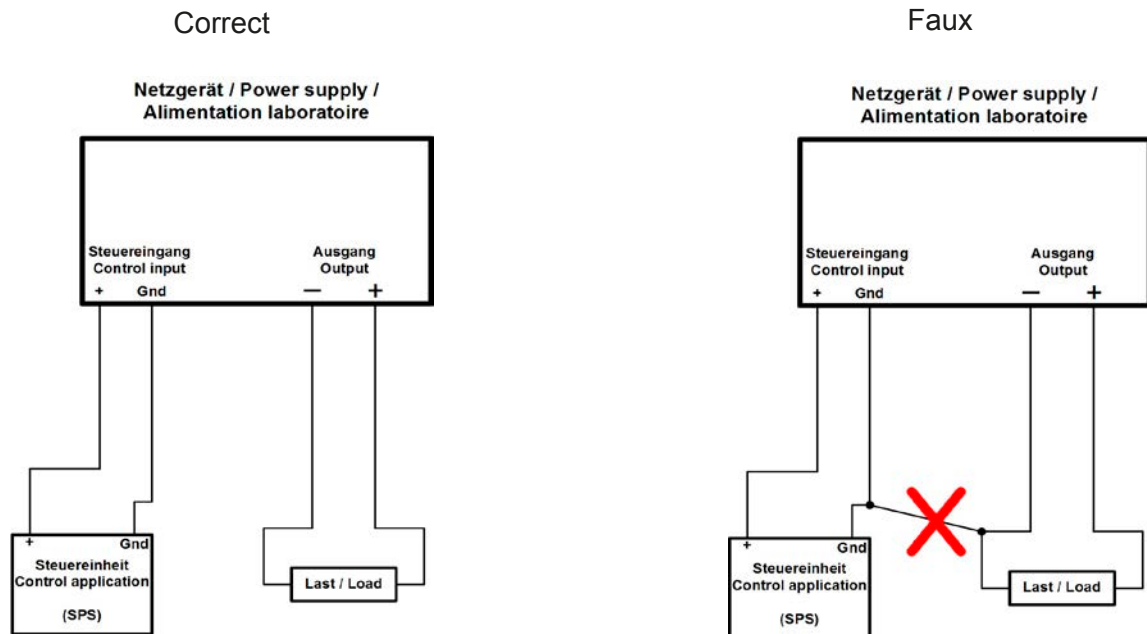 Correct
Netzgerät / Power supply /
Alimentation laboratoire
Steuereingang
Control input
+ Gnd
Ausgang
Output
— +
+ Gnd
Steuereinheit
Control application
(SPS)
Last / Load
Faux
Netzgerät / Power supply /
Alimentation laboratoire
Steuereingang
Control input
+ Gnd
Ausgang
Output
— +
+ Gnd
Steuereinheit
Control application
(SPS)
Last / Load